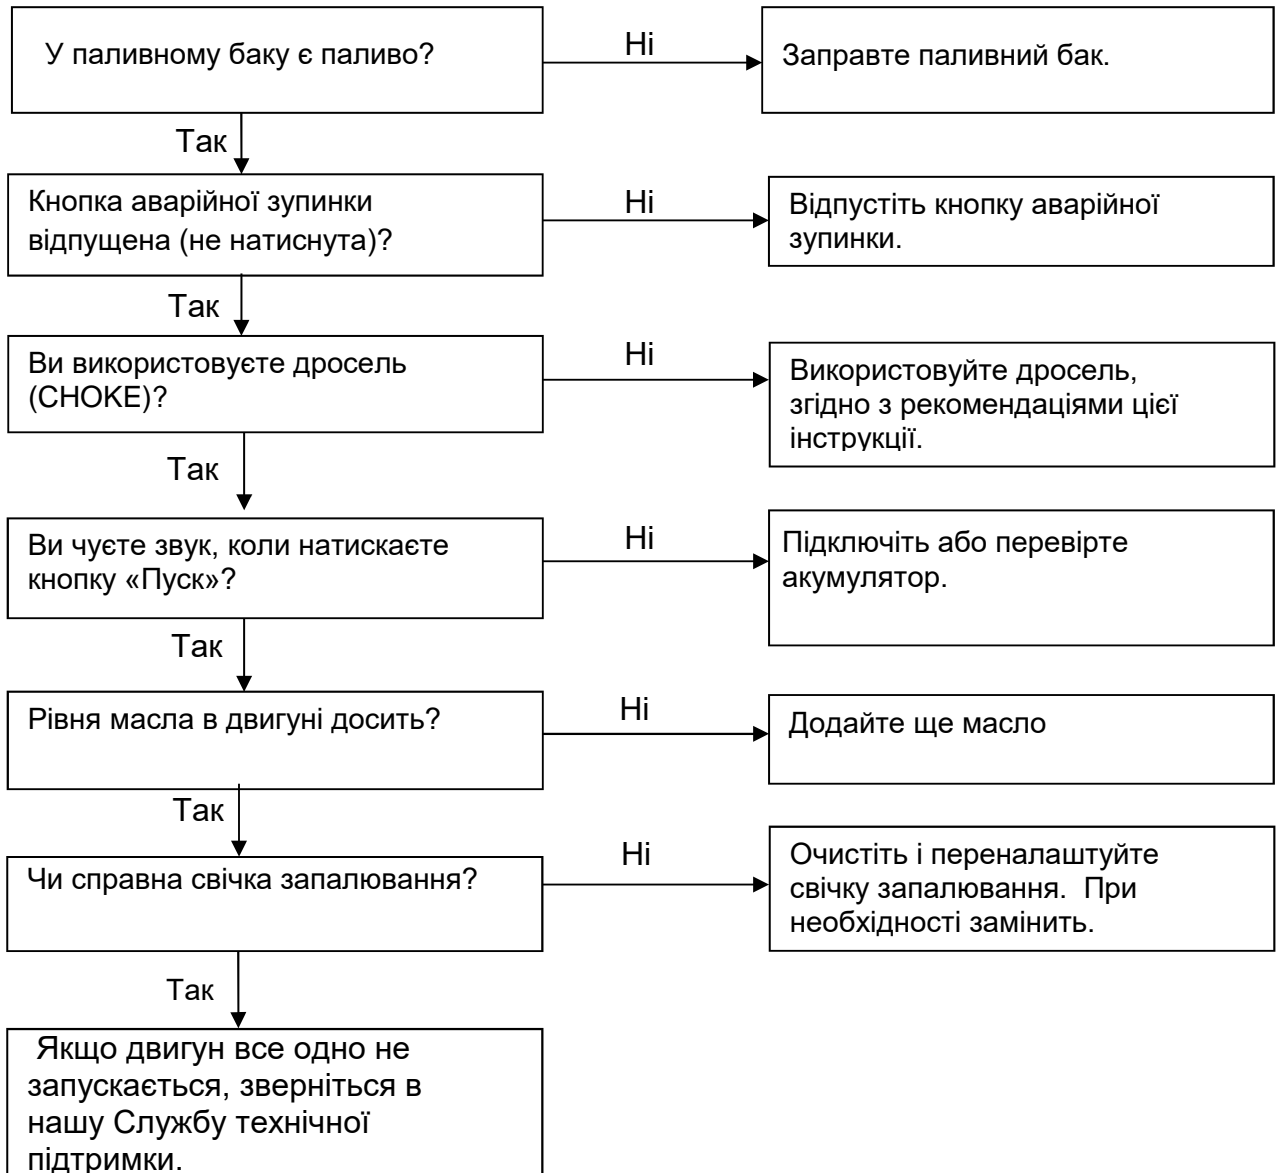 У паливному баку є паливо?
Ні
Заправте паливний бак.
Так
Кнопка аварійної зупинки
відпущена (не натиснута)?
Ні
Відпустіть кнопку аварійної
зупинки.
Так
Ви використовуєте дросель
(CHOKE)?
Ні
Використовуйте дросель,
згідно з рекомендаціями цієї
інструкції.
Так
Ви чуєте звук, коли натискаєте
кнопку «Пуск»?
Ні
Підключіть або перевірте
акумулятор.
Так
Рівня масла в двигуні досить?
Ні
Додайте ще масло
Так
Чи справна свічка запалювання?
Ні
Очистіть і переналаштуйте
свічку запалювання. При
необхідності замінить.
Так
Якщо двигун все одно не
запускається, зверніться в
нашу Службу технічної
підтримки.